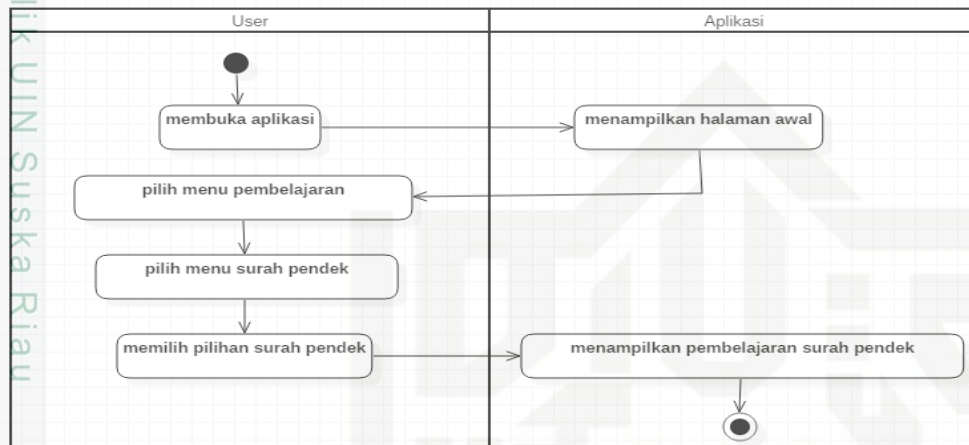 User
Aplikasi
membuka aplikasi
menampilkan halaman awal
pilih menu pembelajaran
pilih menu surah pendek
memilih pilihan surah pendek
menampilkan pembelajaran surah pendek
UIN Suska Riau